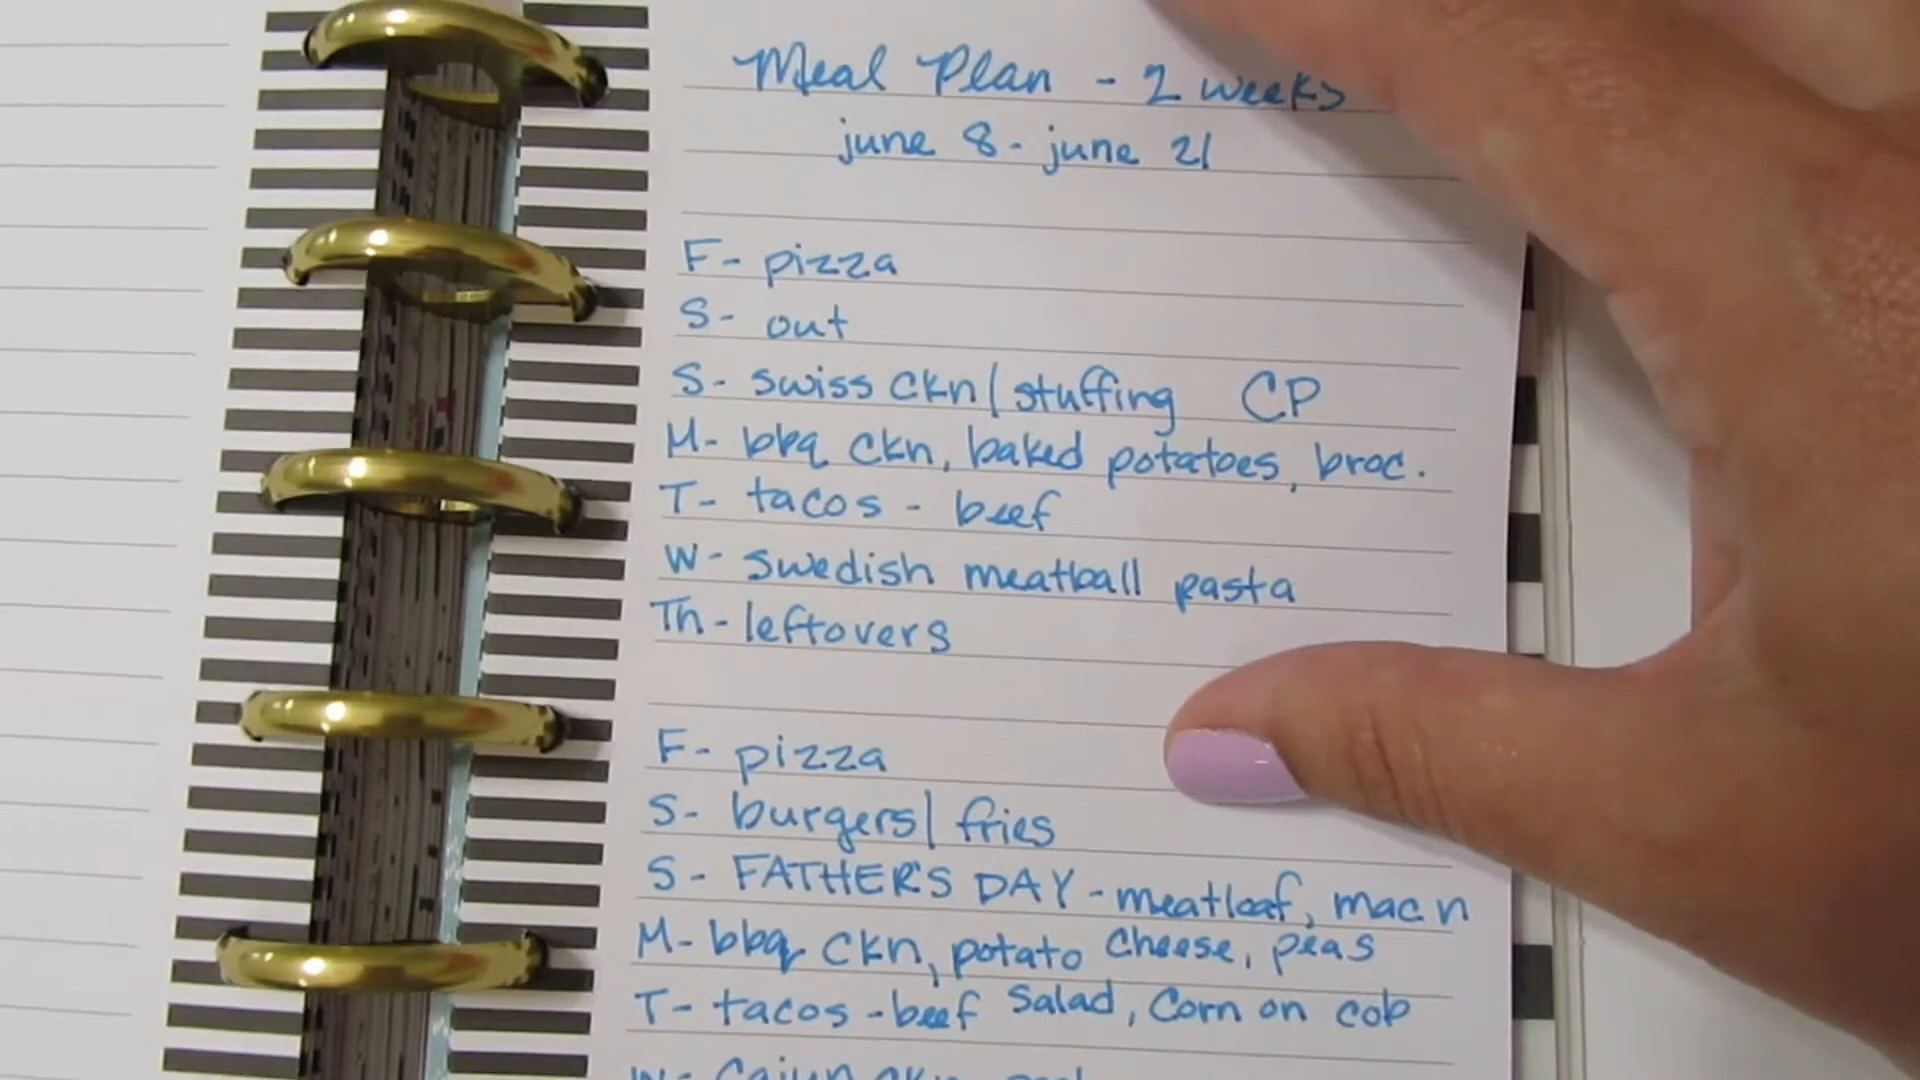 Meal Plan - 2 weeks
june 8 - june 21
F- pizza
S- out
S- swiss ckn/stuffing CP
M- bbq ckn, baked potatoes, broc.
T- tacos - beef
W- swedish meatball pasta
Th- leftovers
F- pizza
S- burgers/fries
S- FATHER'S DAY - meatloaf, mac n
cheese, peas
M- bbq ckn, potato
salad, corn on cob
T- tacos - beef
W- Cajun ckn